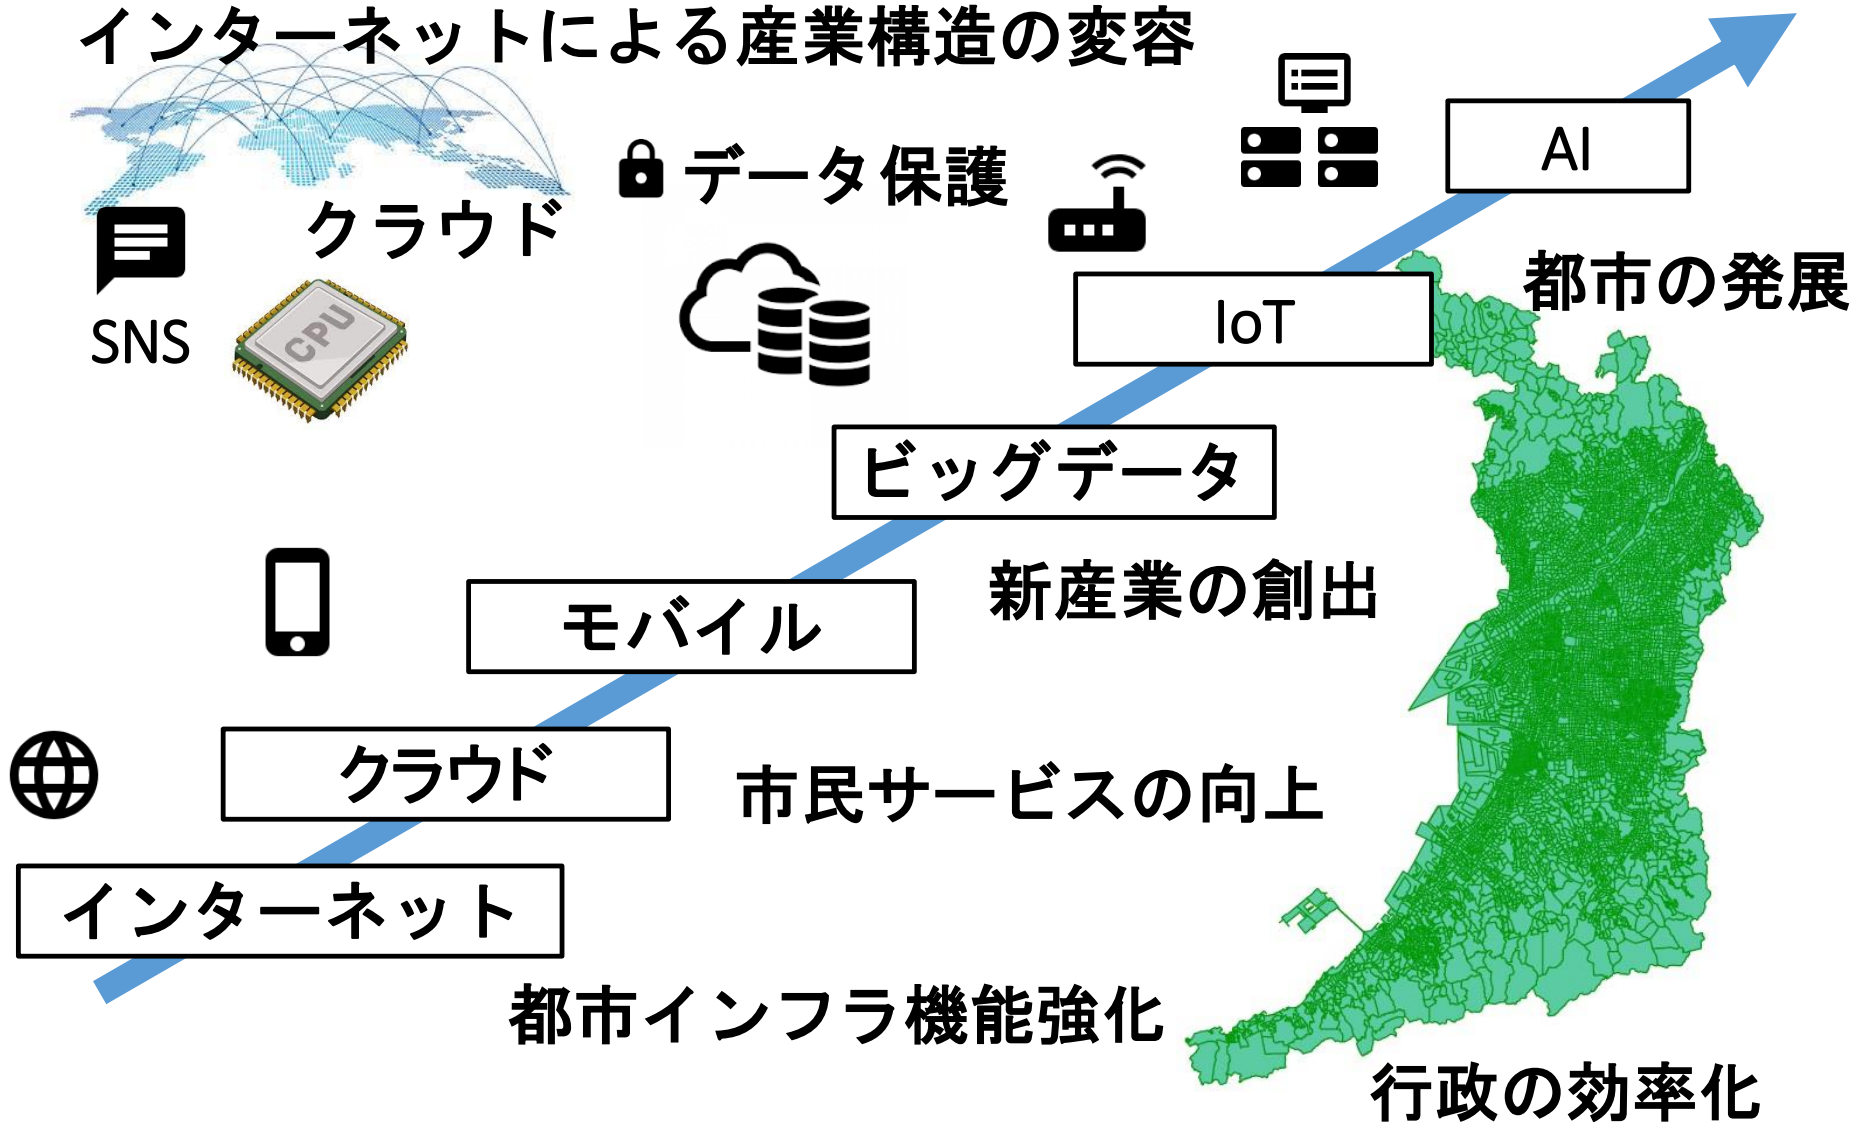 インターネットによる産業構造の変容
AI
データ保護
クラウド
都市の発展
SNS
CPU
IoT
ビッグデータ
新産業の創出
モバイル
クラウド
市民サービスの向上
インターネット
都市インフラ機能強化
行政の効率化